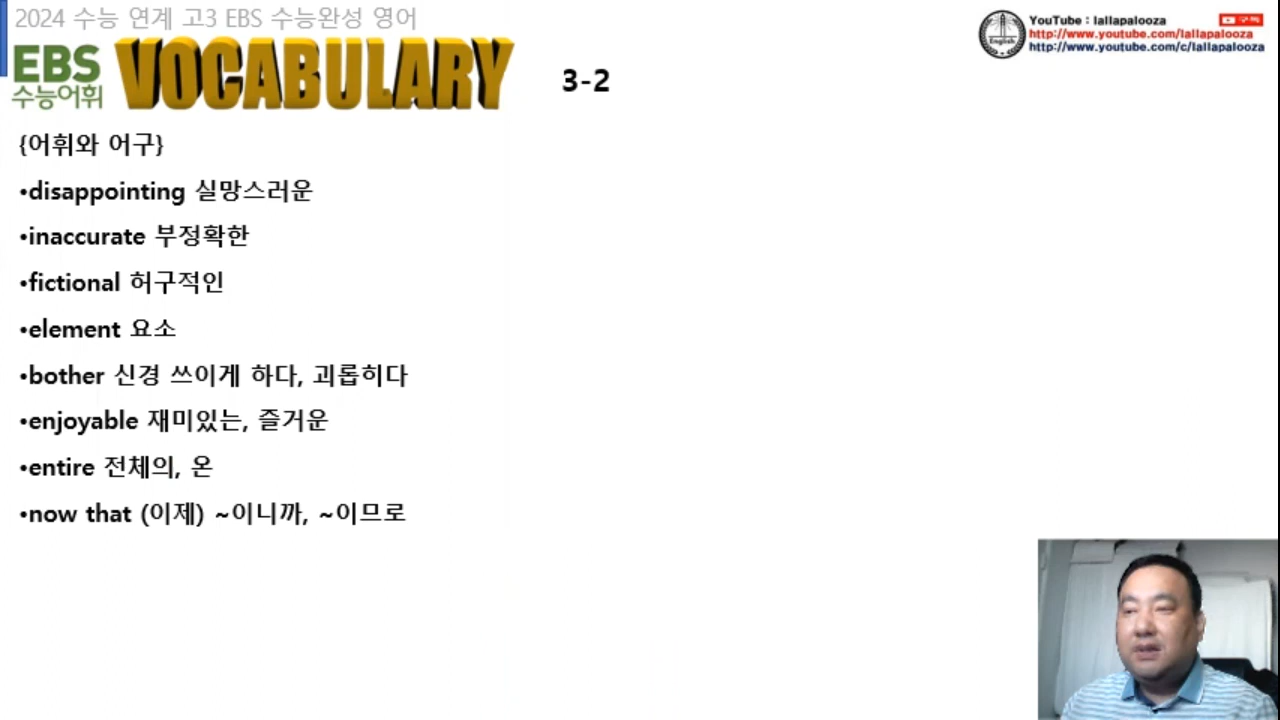 2024 수능 연계 고3 EBS 수능완성 영어
YouTube : lallapalooza
구독
http://www.youtube.com/lallapalooza
http://www.youtube.com/c/lallapalooza
English
EBS
수능어휘
VOCABULARY
3-2
{어휘와 어구}
•disappointing 실망스러운
•inaccurate 부정확한
•fictional 허구적인
•element 요소
•bother 신경 쓰이게 하다, 괴롭히다
•enjoyable 재미있는, 즐거운
•entire 전체의, 온
•now that (이제) ~이니까, ~이므로